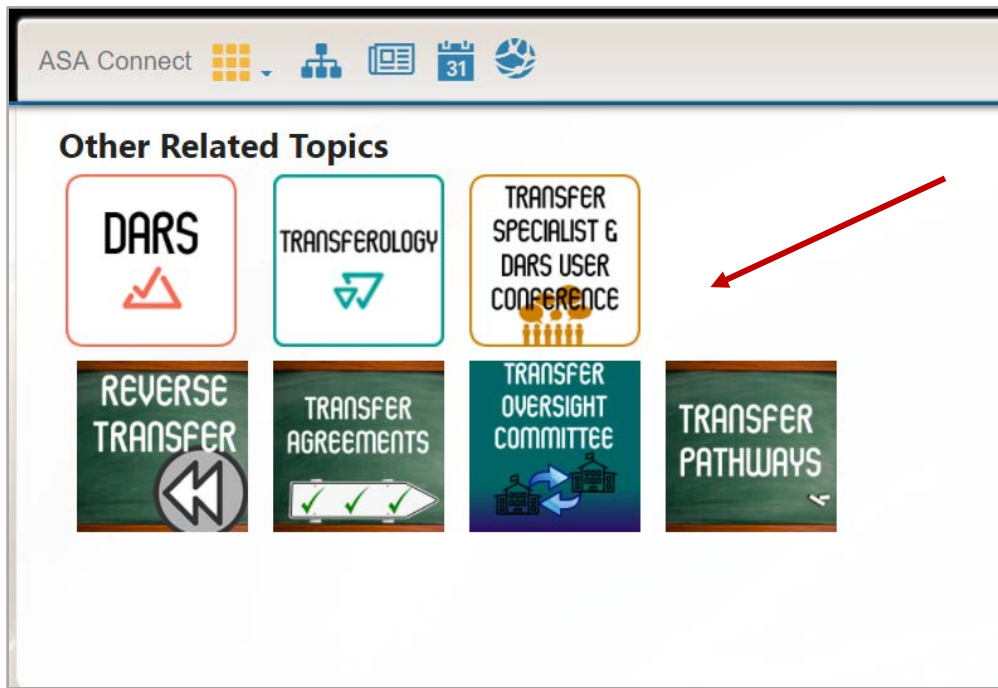 ASA Connect
31
Other Related Topics
DARS
TRANSFEROLOGY
TRANSFER
SPECIALIST &
DARS USER
CONFERENCE
REVERSE
TRANSFER
TRANSFER
AGREEMENTS
TRANSFER
OVERSIGHT
COMMITTEE
TRANSFER
PATHWAYS